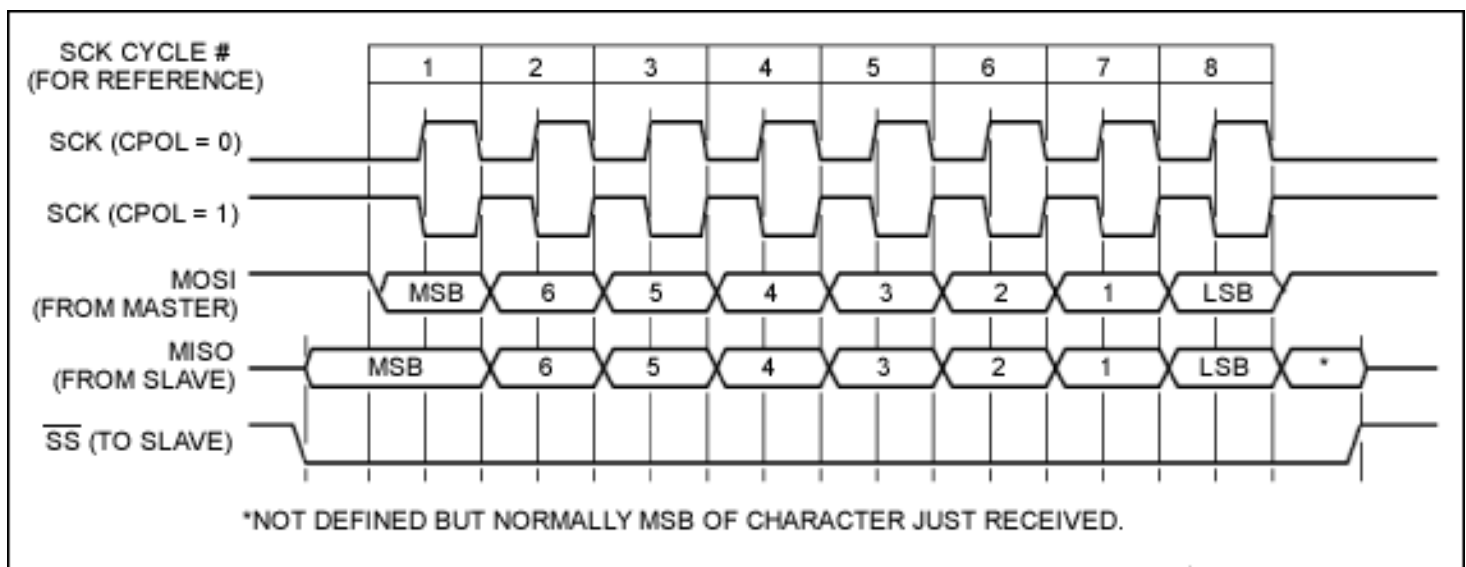 SCK CYCLE #
(FOR REFERENCE)
1 2 3 4 5 6 7 8
SCK (CPOL = 0)
SCK (CPOL = 1)
MOSI
(FROM MASTER)
MSB 6 5 4 3 2 1 LSB
MISO
(FROM SLAVE)
MSB 6 5 4 3 2 1 LSB *
SS (TO SLAVE)
*NOT DEFINED BUT NORMALLY MSB OF CHARACTER JUST RECEIVED.